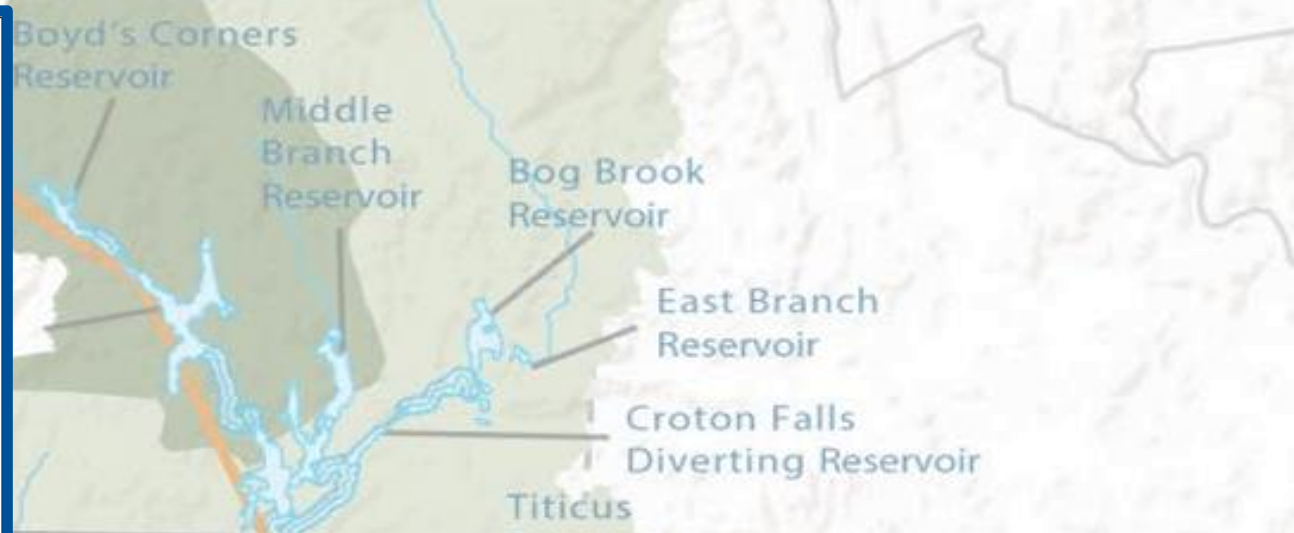 Boyd's Corners
Reservoir
Middle
Branch
Reservoir
Bog Brook
Reservoir
East Branch
Reservoir
Croton Falls
Diverting Reservoir
Titicus